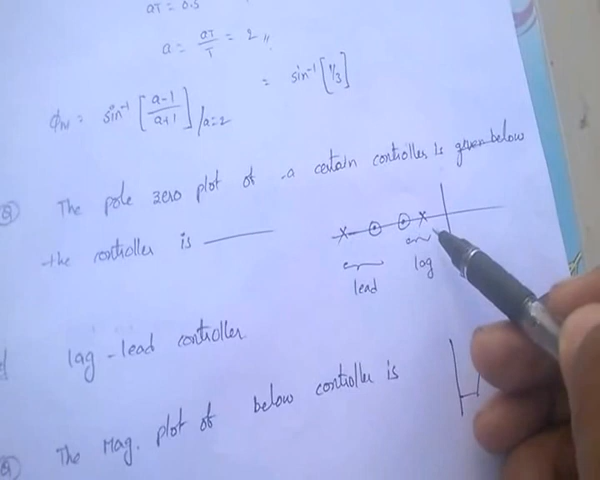 aT = 0.5
a = aT/T = 2 //
φₘ = sin⁻¹ [a-1/a+1] /a=2 = sin⁻¹ [1/3]
Q) The pole zero plot of a certain controller is given below
the controller is ______
lead lag
lag-lead controller
Q) The Mag. plot of below controller is